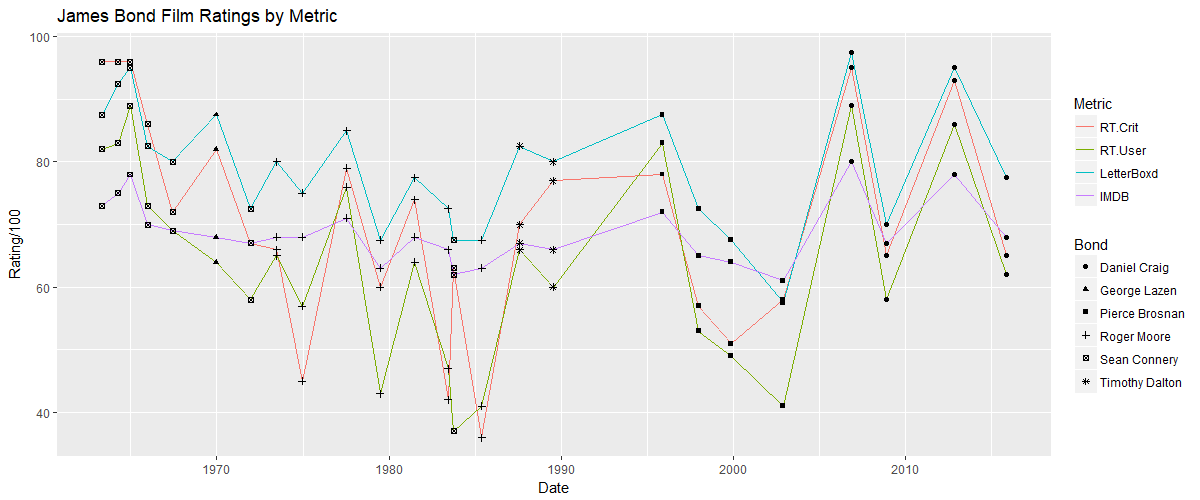 James Bond Film Ratings by Metric
100
80
60
40
Rating/100
1970
1980
1990
2000
2010
Date
Metric
RT.Crit
RT.User
LetterBoxd
IMDB
Bond
Daniel Craig
George Lazen
Pierce Brosnan
Roger Moore
Sean Connery
Timothy Dalton